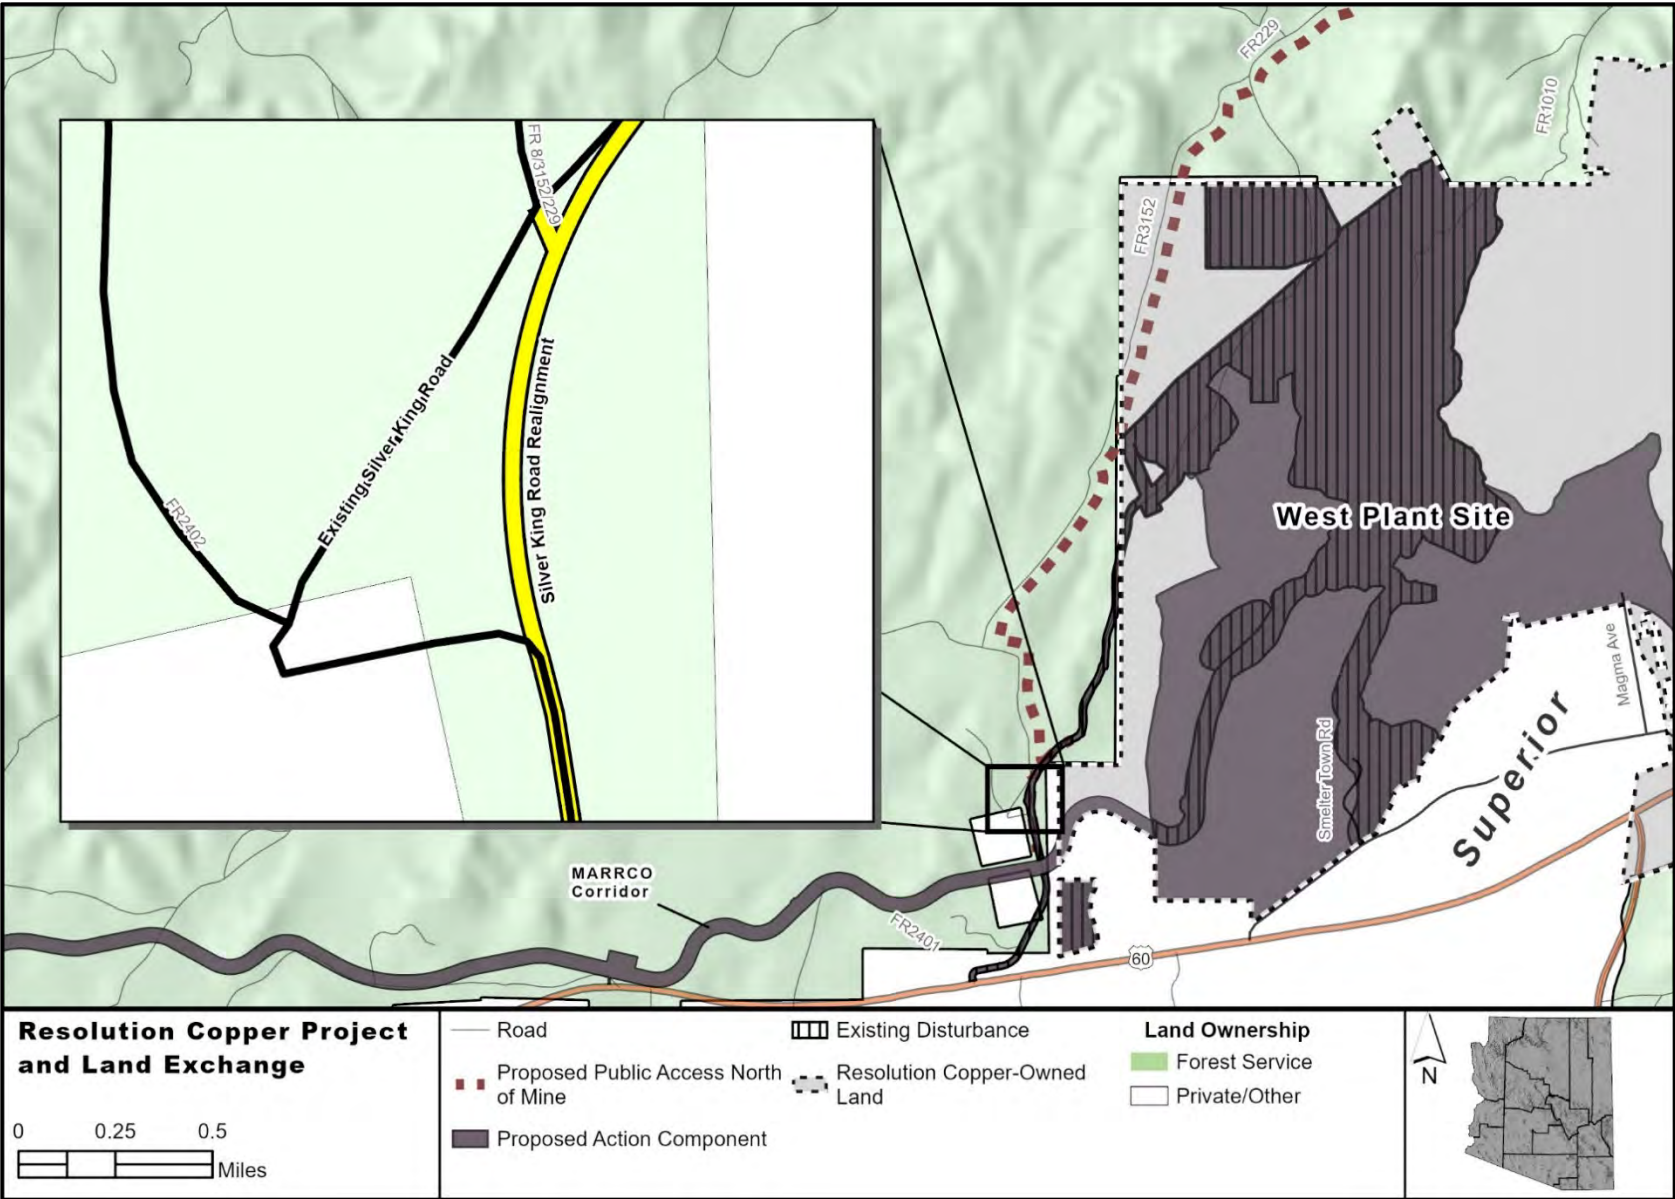 FR229
FR1010
FR 8/3152/229
FR3152
Existing Silver King Road
Silver King Road Realignment
FR2402
West Plant Site
Magma Ave
Smelter Town Rd
Superior
MARRCO
Corridor
FR2401
60
Resolution Copper Project
and Land Exchange
0 0.25 0.5
Miles
Road
Proposed Public Access North
of Mine
Proposed Action Component
Existing Disturbance
Resolution Copper-Owned
Land
Land Ownership
Forest Service
Private/Other
N